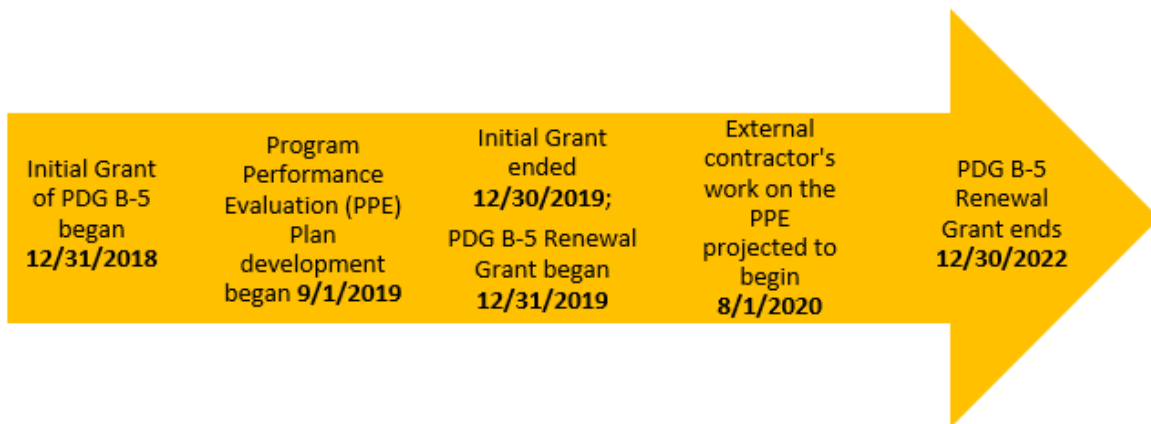 Initial Grant
of PDG B-5
began
12/31/2018
Program
Performance
Evaluation (PPE)
Plan
development
began 9/1/2019
Initial Grant
ended
12/30/2019;
PDG B-5 Renewal
Grant began
12/31/2019
External
contractor's
work on the
PPE
projected to
begin
8/1/2020
PDG B-5
Renewal
Grant ends
12/30/2022